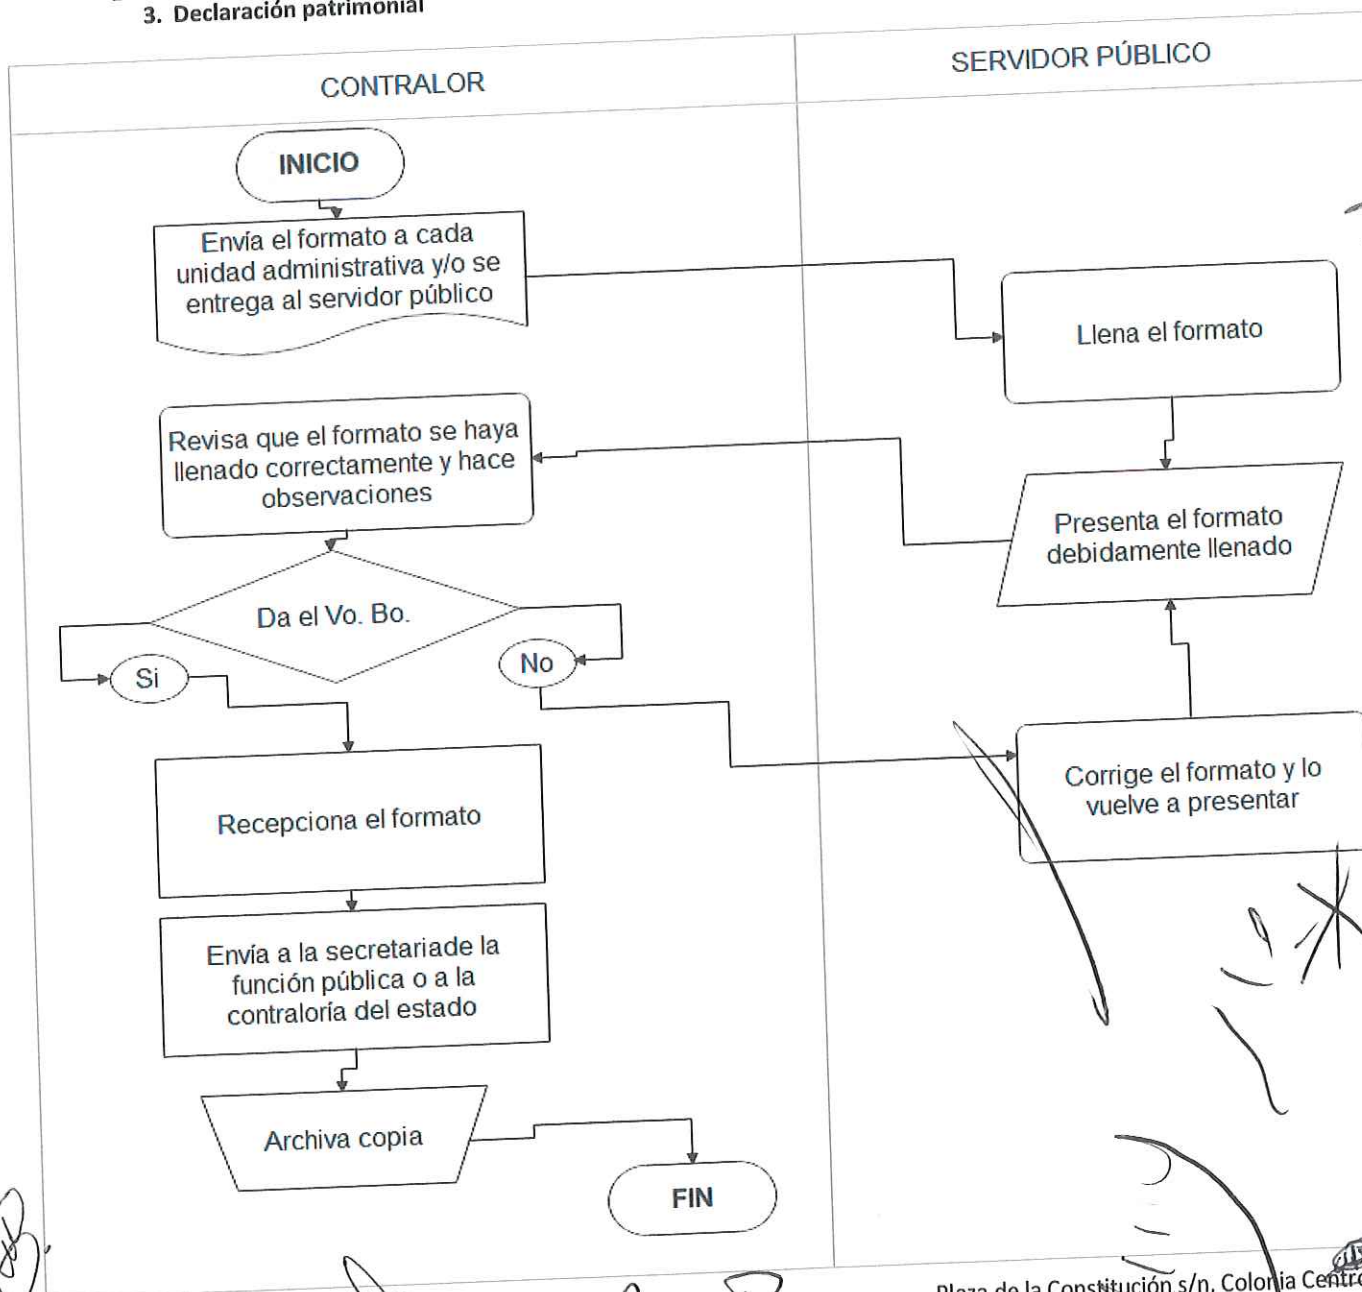 3. Declaración patrimonial
CONTRALOR
SERVIDOR PÚBLICO
INICIO
Envía el formato a cada
unidad administrativa y/o se
entrega al servidor público
Llena el formato
Revisa que el formato se haya
llenado correctamente y hace
observaciones
Presenta el formato
debidamente llenado
Da el Vo. Bo.
Si
No
Corrige el formato y lo
vuelve a presentar
Recepciona el formato
Envía a la secretariade la
función pública o a la
contraloría del estado
Archiva copia
FIN
Plaza de la Constitución s/n, Colonia Centro